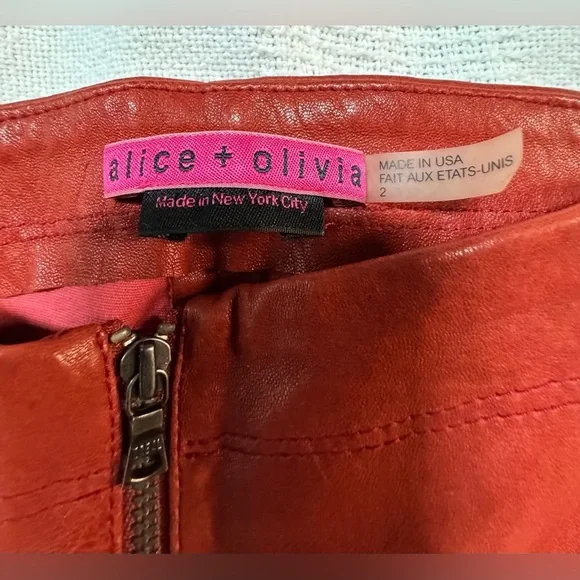 alice + olivia
Made in New York City
MADE IN USA
FAIT AUX ETATS-UNIS
2